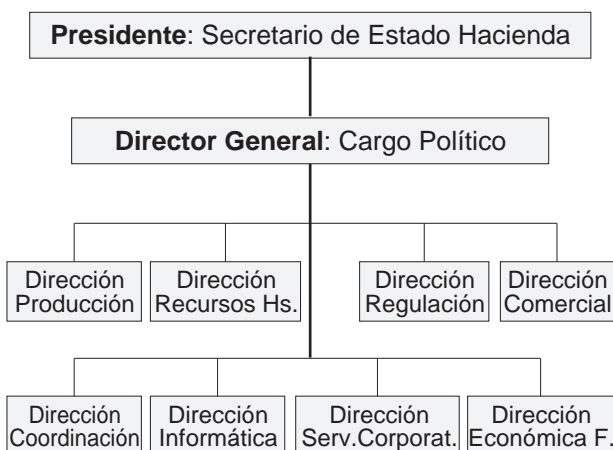 Presidente: Secretario de Estado Hacienda
Director General: Cargo Político
Dirección
Producción
Dirección
Recursos Hs.
Dirección
Regulación
Dirección
Comercial
Dirección
Coordinación
Dirección
Informática
Dirección
Serv.Corporat.
Dirección
Económica F.